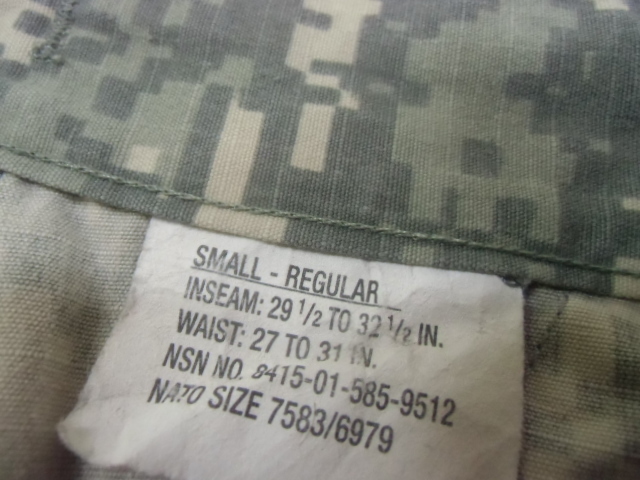 SMALL - REGULAR
INSEAM: 29 1/2 TO 32 1/2 IN.
WAIST: 27 TO 31 IN.
NSN NO. 8415-01-585-9512
NATO SIZE 7583/6979